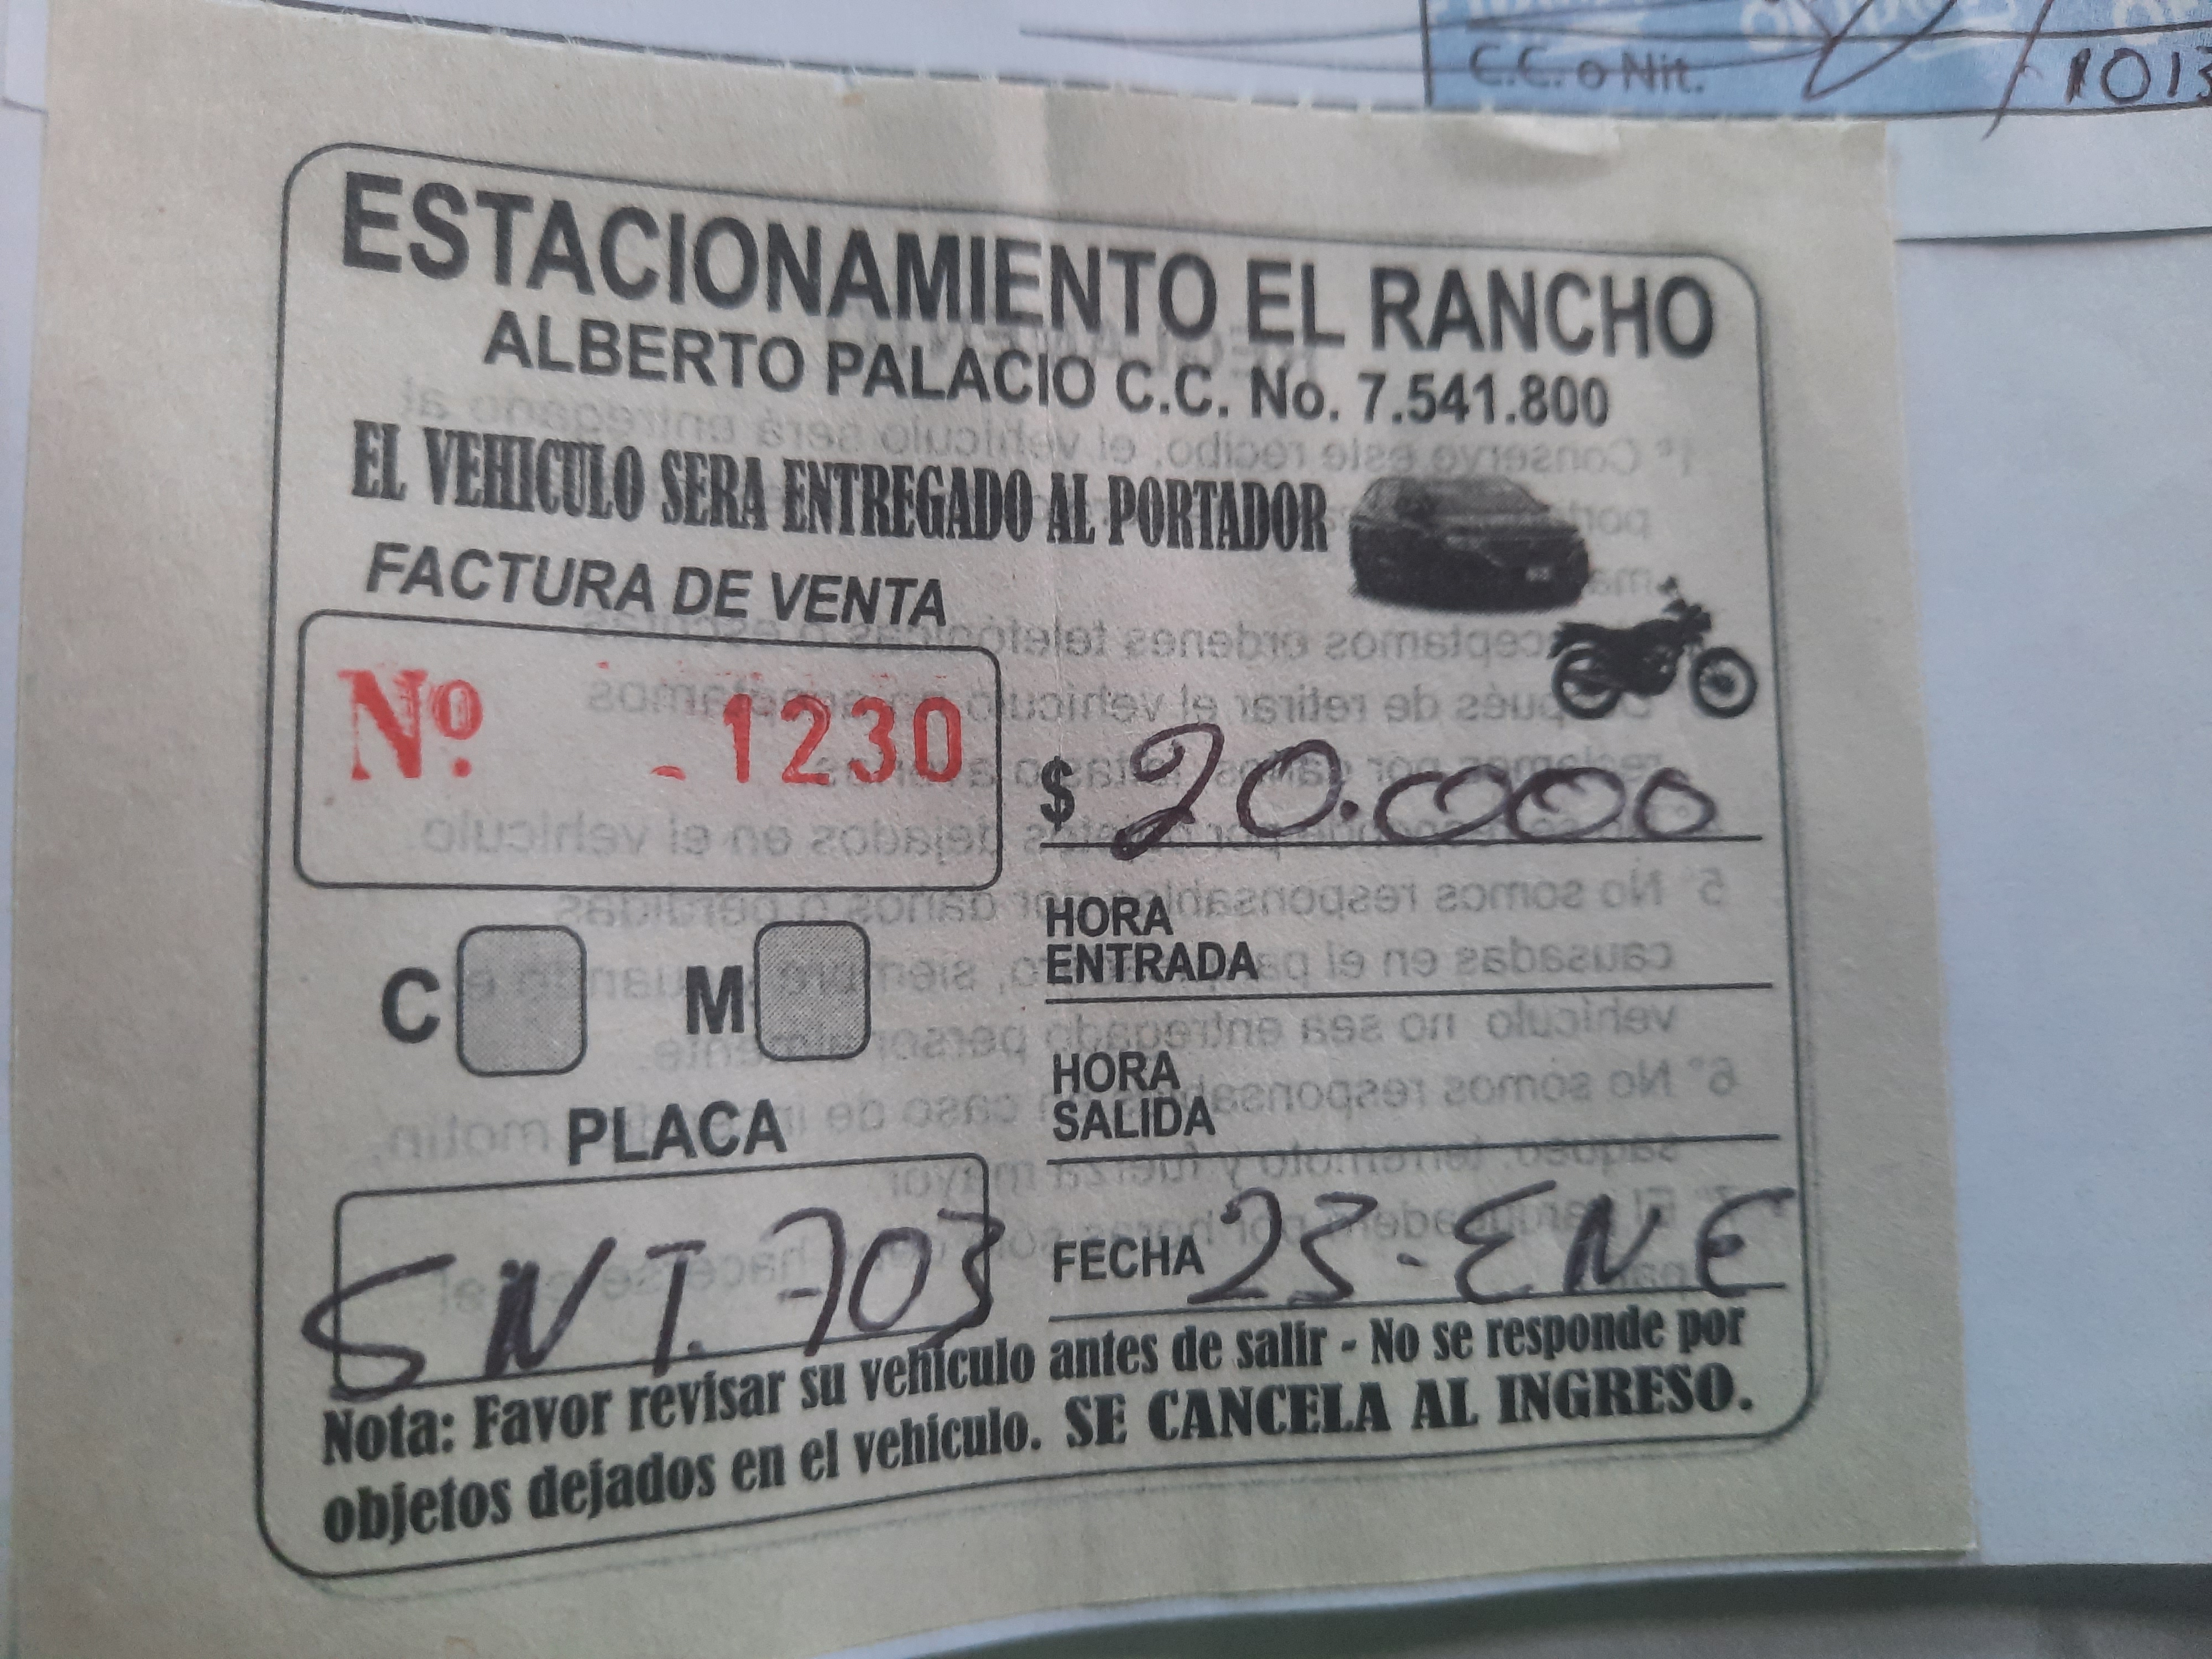 C.C. o Nit. 1013
ESTACIONAMIENTO EL RANCHO
ALBERTO PALACIO C.C. No. 7.541.800
EL VEHICULO SERA ENTREGADO AL PORTADOR
FACTURA DE VENTA
Nº 1230
$ 20.000
C M
HORA
ENTRADA
HORA
SALIDA
PLACA
SNT.703
FECHA 23-ENE
Nota: Favor revisar su vehículo antes de salir - No se responde por
objetos dejados en el vehículo. SE CANCELA AL INGRESO.